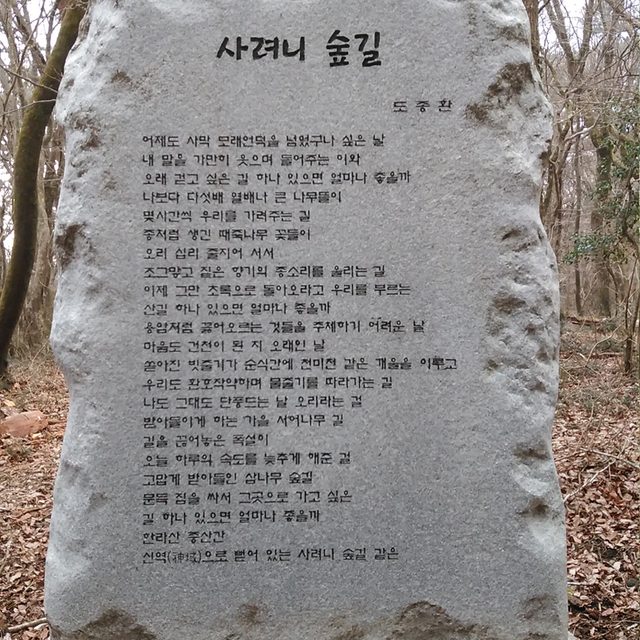 사려니 숲길
도종환
어제도 사막 모래언덕을 넘었구나 싶은 날
내 말을 가만히 웃으며 들어주는 이와
오래 걷고 싶은 길 하나 있으면 얼마나 좋을까
나보다 다섯배 열배나 큰 나무들이
몇시간씩 우리를 가려주는 길
종처럼 생긴 때죽나무 꽃들이
오리 십리 줄지어 서서
조그맣고 짙은 향기의 종소리를 울리는 길
이제 그만 초록으로 돌아오라고 우리를 부르는
산길 하나 있으면 얼마나 좋을까
용암처럼 끓어오르는 것들을 주체하기 어려운 날
마음도 건천이 된 지 오래인 날
쏟아진 빗줄기가 순식간에 천미천 같은 개울을 이루고
우리도 환호작약하며 물줄기를 따라가는 길
나도 그대도 단풍드는 날 오리라는 걸
받아들이게 하는 가을 서어나무 길
길을 끊어놓은 폭설이
오늘 하루의 속도를 늦추게 해준 걸
고맙게 받아들인 삼나무 숲길
문득 짐을 싸서 그곳으로 가고 싶은
길 하나 있으면 얼마나 좋을까
한라산 중산간
신역(神域)으로 뻗어 있는 사려니 숲길 같은